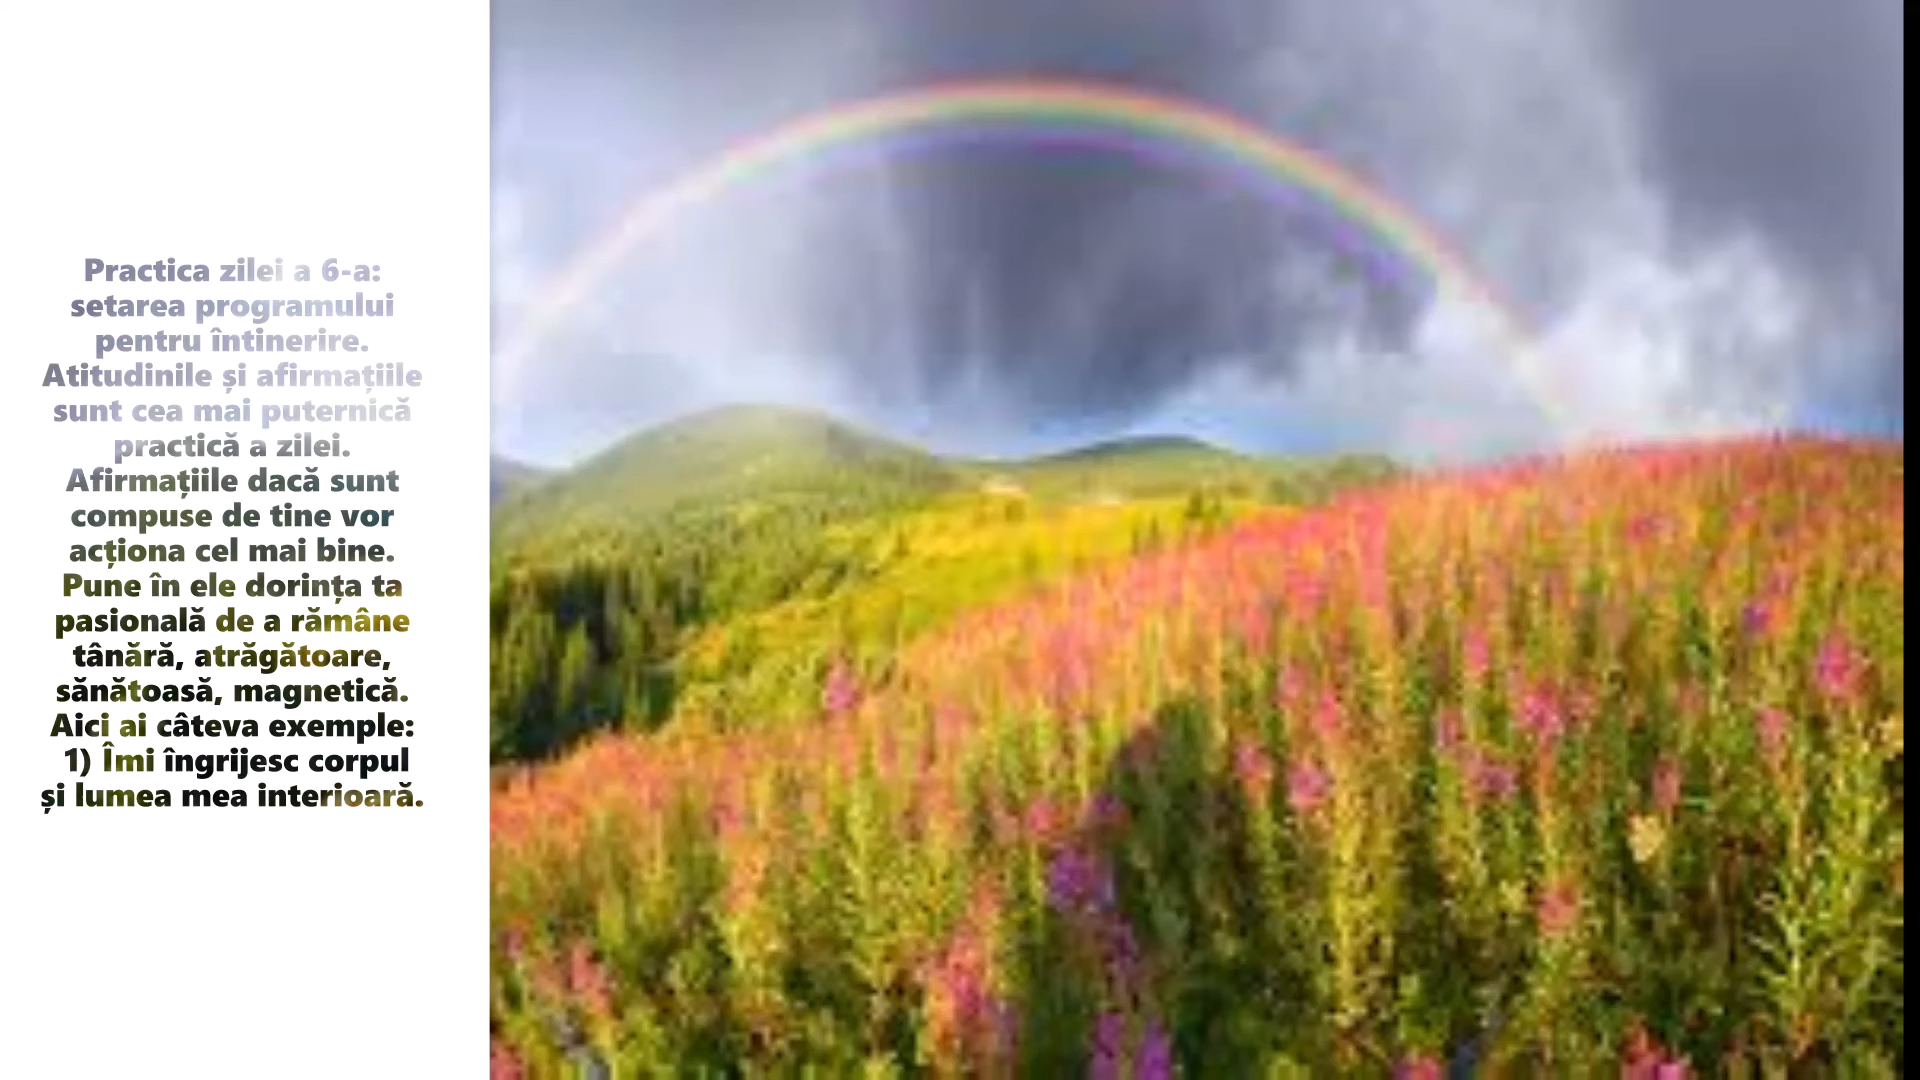 Practica zilei a 6-a:
setarea programului
pentru întinerire.
Atitudinile și afirmațiile
sunt cea mai puternică
practică a zilei.
Afirmațiile dacă sunt
compuse de tine vor
acționa cel mai bine.
Pune în ele dorința ta
pasională de a rămâne
tânără, atrăgătoare,
sănătoasă, magnetică.
Aici ai câteva exemple:
1) Îmi îngrijesc corpul
și lumea mea interioară.